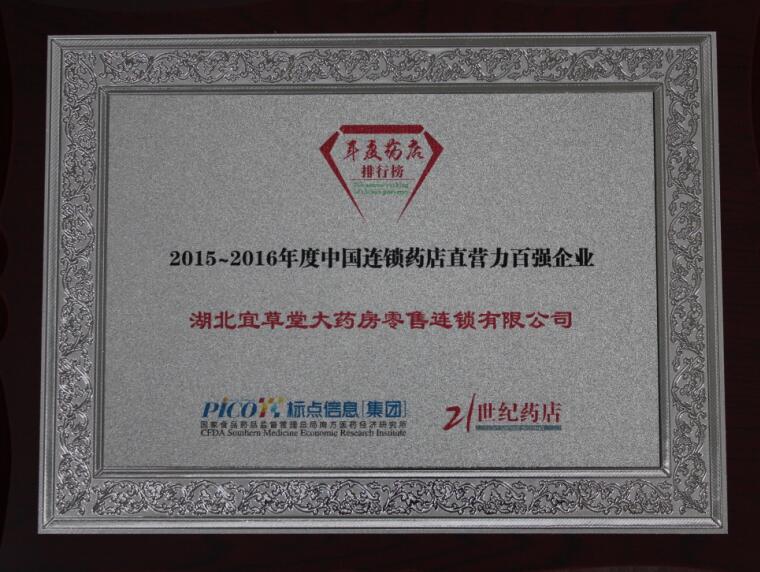 年度药店
排行榜
2015~2016年度中国连锁药店直营力百强企业
湖北宜草堂大药房零售连锁有限公司
PICO 标点信息[集团]
国家食品药品监督管理总局南方医药经济研究所
CFDA Southern Medicine Economic Research Institute
21世纪药店